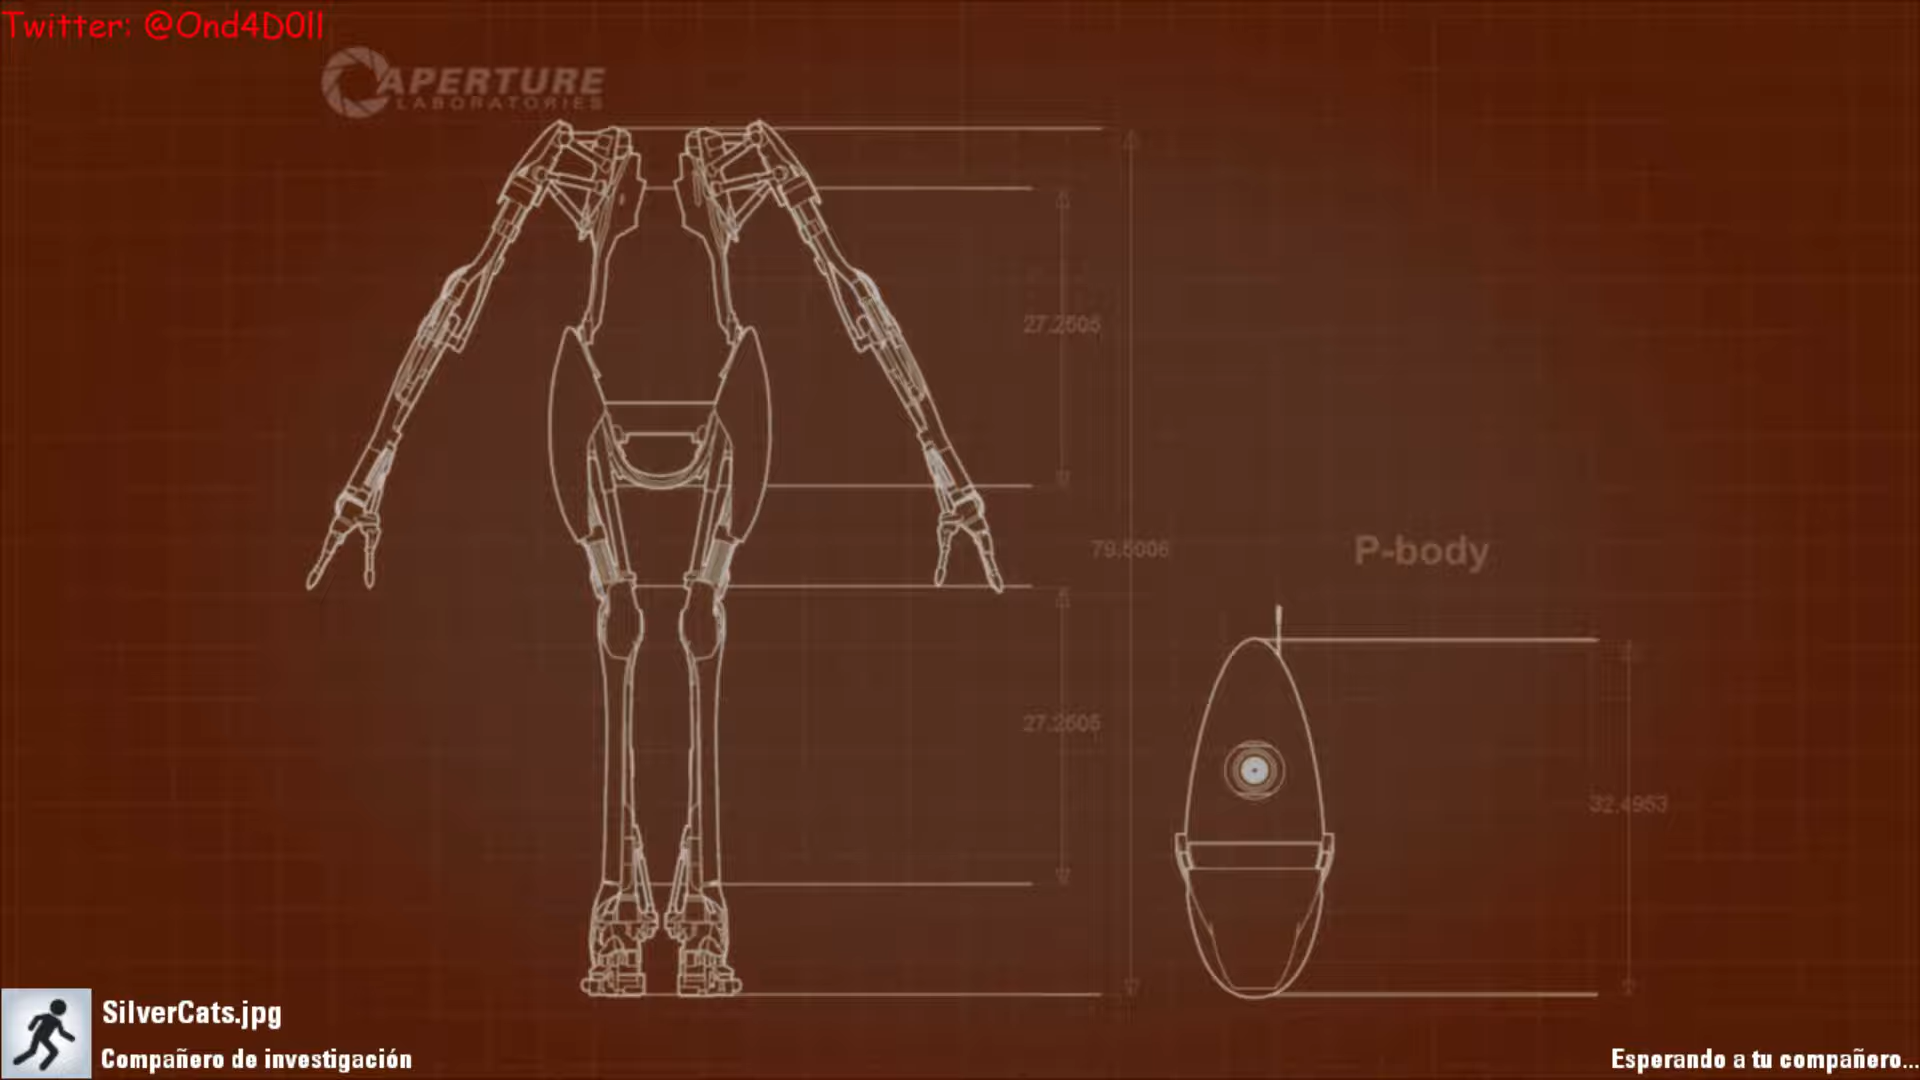 Twitter: @Ond4D0ll
APERTURE
LABORATORIES
27.2605
79.6006
P-body
27.2605
32.4953
SilverCats.jpg
Compañero de investigación
Esperando a tu compañero...